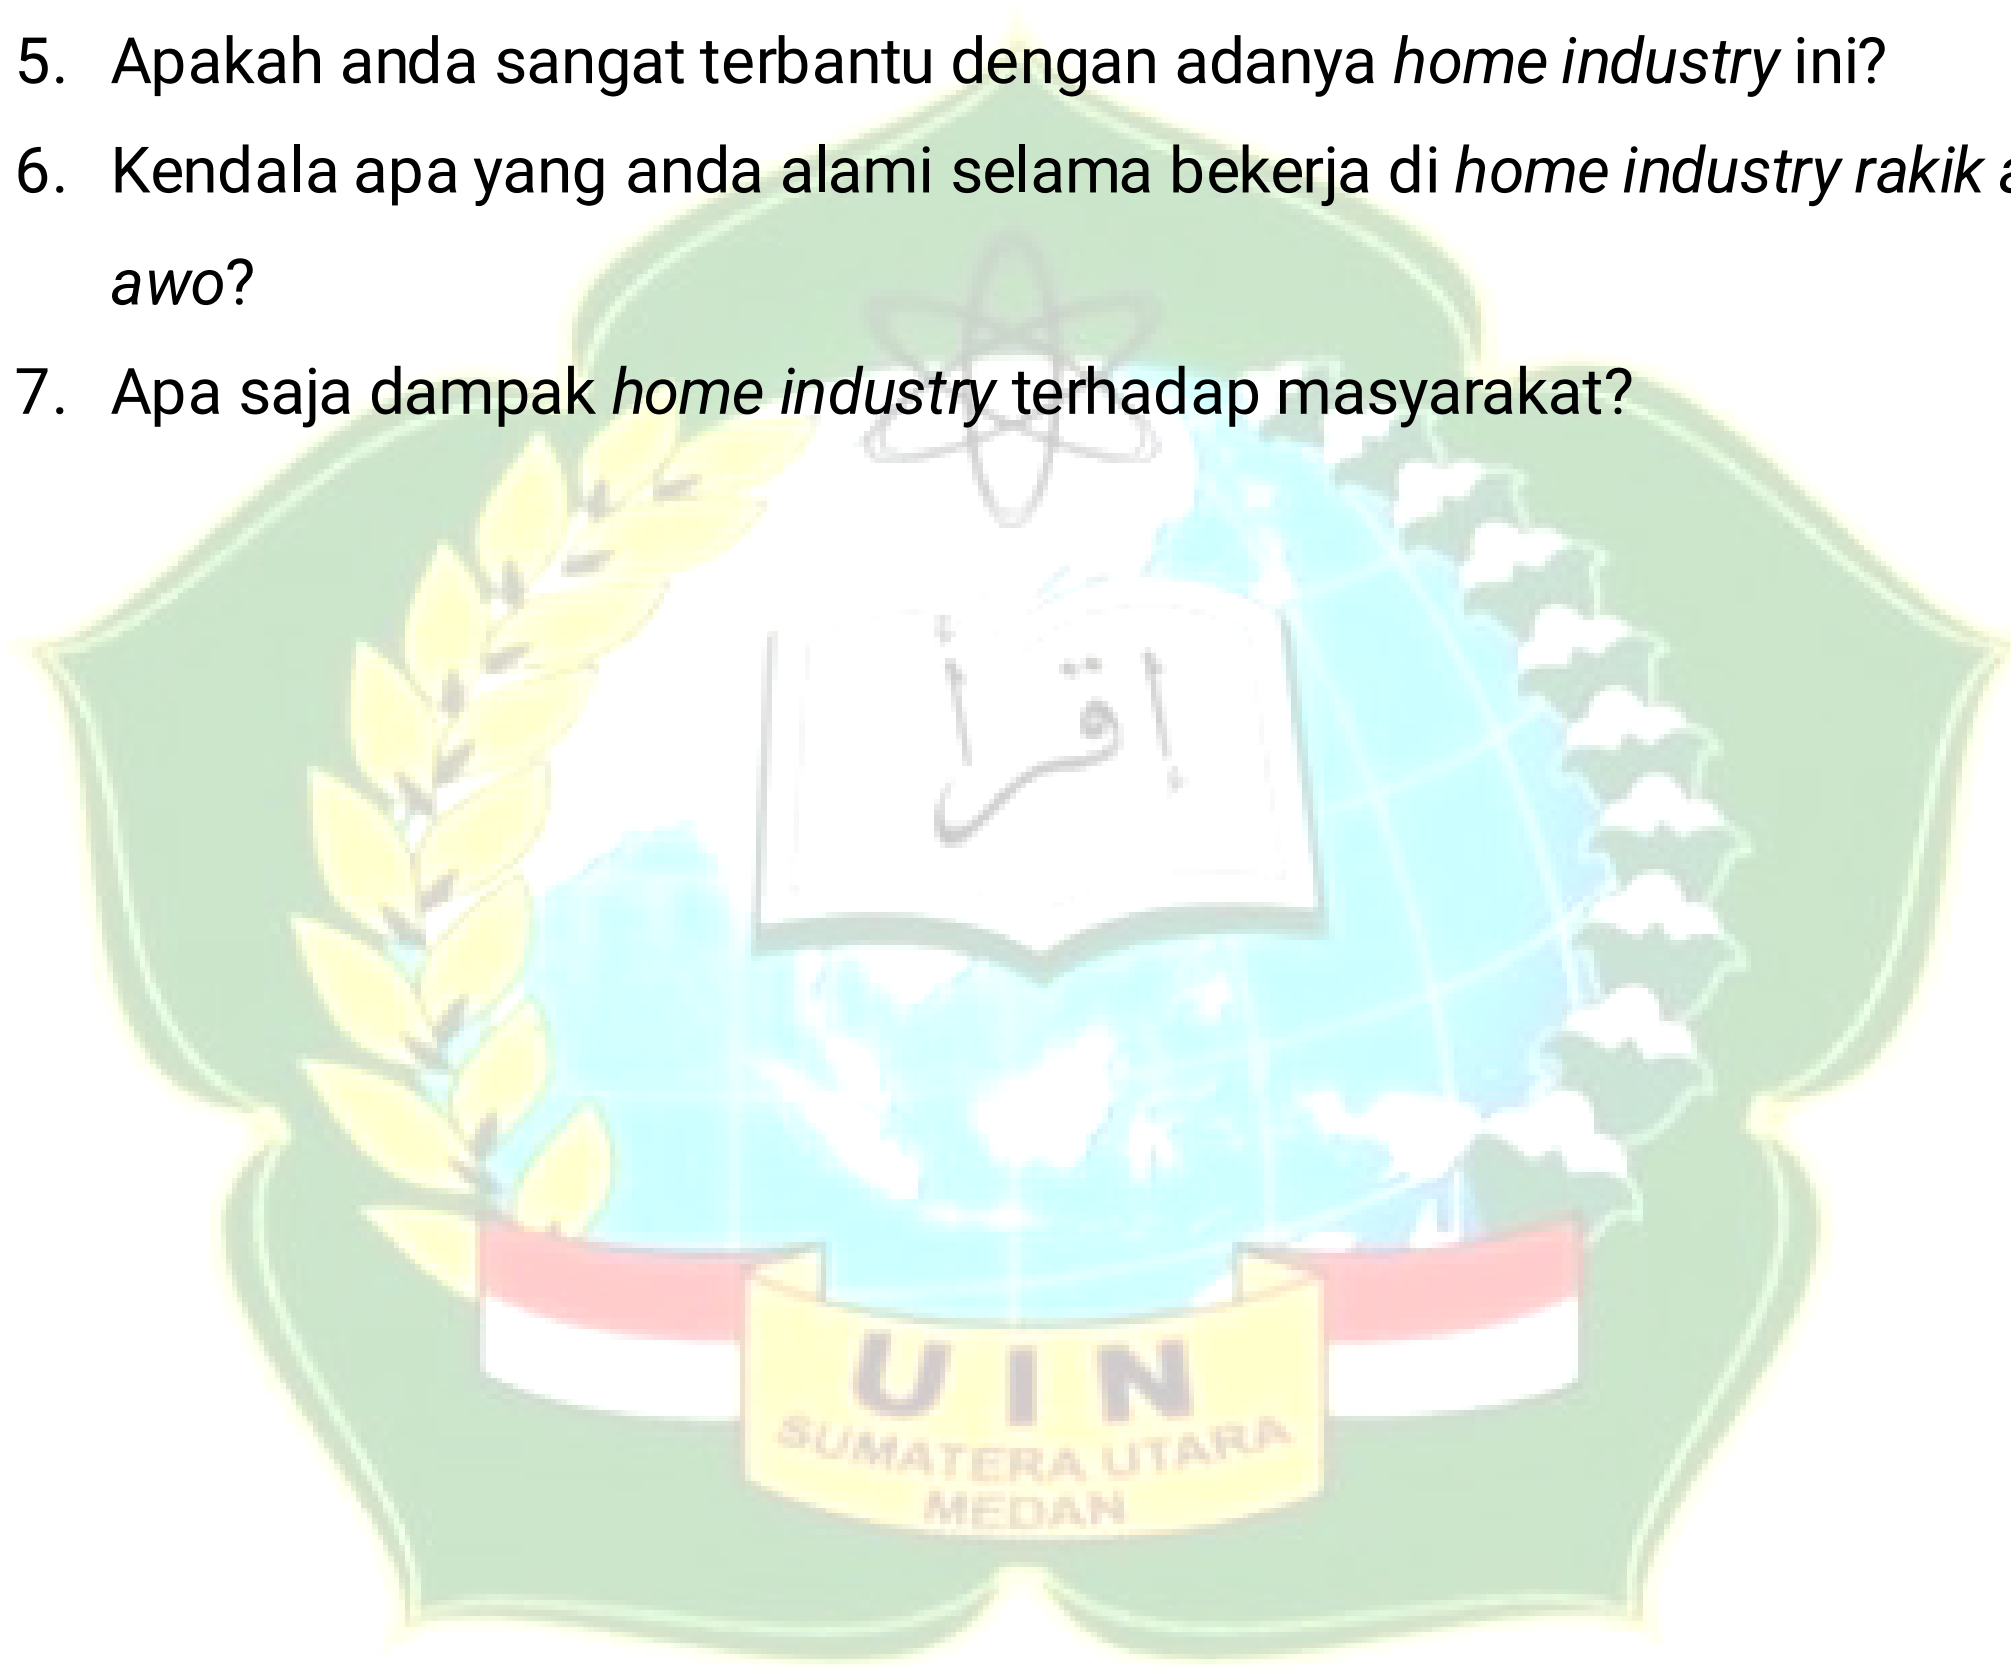 5. Apakah anda sangat terbantu dengan adanya home industry ini?
6. Kendala apa yang anda alami selama bekerja di home industry rakik
awo?
7. Apa saja dampak home industry terhadap masyarakat?
اقرأ
UIN
SUMATERA UTARA
MEDAN